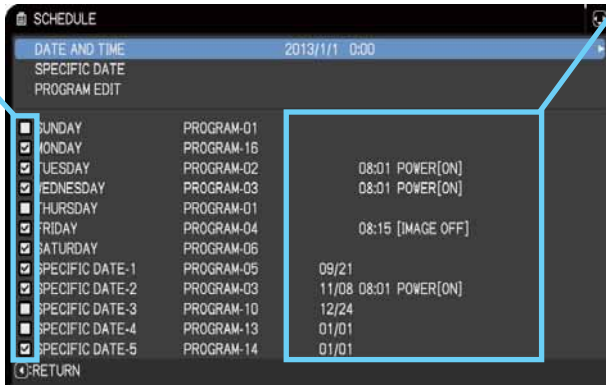 SCHEDULE
DATE AND TIME 2013/1/1 0:00
SPECIFIC DATE
PROGRAM EDIT
SUNDAY PROGRAM-01
MONDAY PROGRAM-16
TUESDAY PROGRAM-02 08:01 POWER[ON]
WEDNESDAY PROGRAM-03 08:01 POWER[ON]
THURSDAY PROGRAM-01
FRIDAY PROGRAM-04 08:15 [IMAGE OFF]
SATURDAY PROGRAM-06
SPECIFIC DATE-1 PROGRAM-05 09/21
SPECIFIC DATE-2 PROGRAM-03 11/08 08:01 POWER[ON]
SPECIFIC DATE-3 PROGRAM-10 12/24
SPECIFIC DATE-4 PROGRAM-13 01/01
SPECIFIC DATE-5 PROGRAM-14 01/01
:RETURN